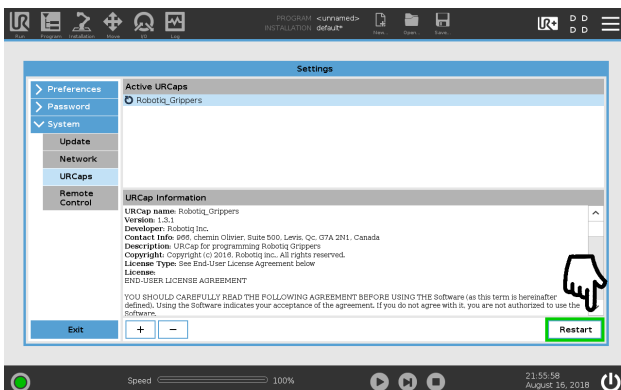 PROGRAM <unnamed>
INSTALLATION default*
Run
Program
Installation
Move
I/O
Log
New...
Open...
Save...
UR+
D D
D D
Settings
Preferences
Password
System
Update
Network
URCaps
Remote
Control
Exit
Active URCaps
Robotiq_Grippers
URCap Information
URCap name: Robotiq_Grippers
Version: 1.3.1
Developer: Robotiq Inc.
Contact Info: 966, chemin Olivier, Suite 500, Levis, Qc, G7A 2N1, Canada
Description: URCap for programming Robotiq Grippers
Copyright: Copyright (c) 2016. Robotiq inc.. All rights reserved.
License Type: See End-User License Agreement below
License:
END-USER LICENSE AGREEMENT
YOU SHOULD CAREFULLY READ THE FOLLOWING AGREEMENT BEFORE USING THE Software (as this term is hereinafter
defined). Using the Software indicates your acceptance of the agreement. If you do not agree with it, you are not authorized to use the
Software.
+
−
Restart
Speed
100%
21:55:58
August 16, 2018